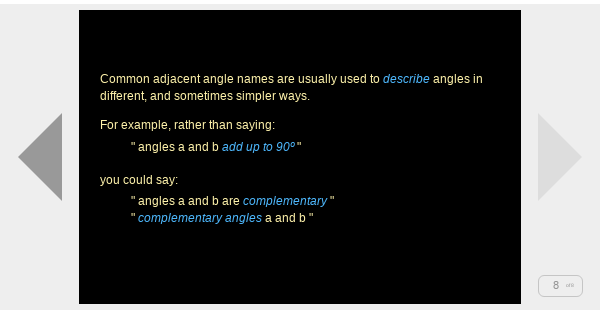 Common adjacent angle names are usually used to describe angles in
different, and sometimes simpler ways.
For example, rather than saying:
" angles a and b add up to 90º "
you could say:
" angles a and b are complementary "
" complementary angles a and b "
8